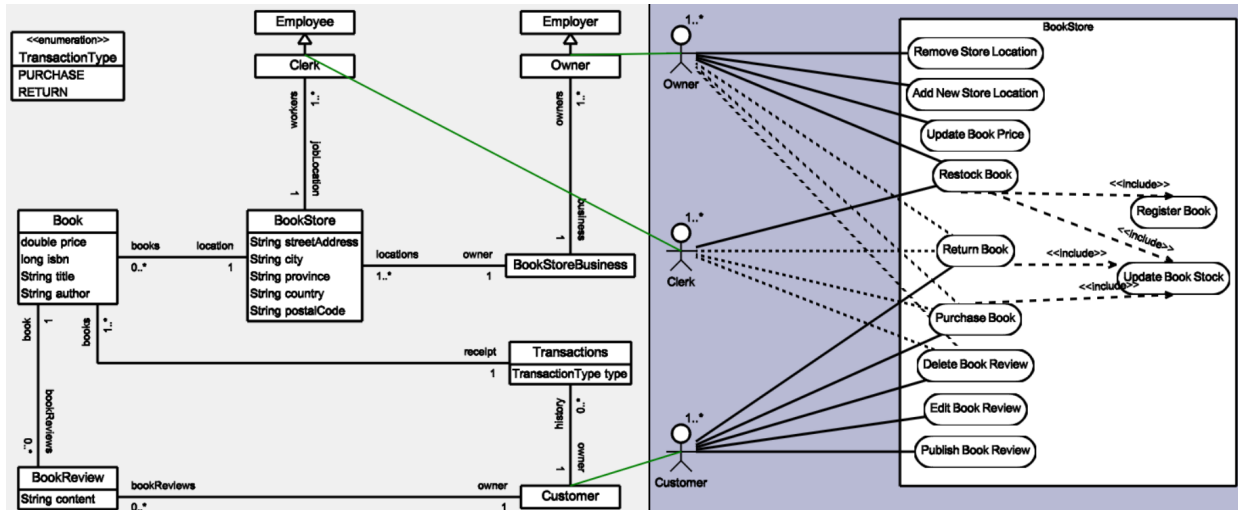 <<enumeration>>
TransactionType
PURCHASE
RETURN
Employee
Clerk
1..*
workers
jobLocation
1
Employer
Owner
1..*
owners
business
1
Book
double price
long isbn
String title
String author
books
0..*
location
1
BookStore
String streetAddress
String city
String province
String country
String postalCode
locations
1..*
owner
1
BookStoreBusiness
1
book
1..*
books
receipt
1
Transactions
TransactionType type
*..0
history
owner
1
bookReviews
*..0
BookReview
String content
bookReviews
0..*
owner
1
Customer
1..*
Owner
1..*
Clerk
1..*
Customer
BookStore
Remove Store Location
Add New Store Location
Update Book Price
Restock Book
<<include>>
Register Book
<<include>>
Return Book
<<include>>
Update Book Stock
<<include>>
Purchase Book
Delete Book Review
Edit Book Review
Publish Book Review